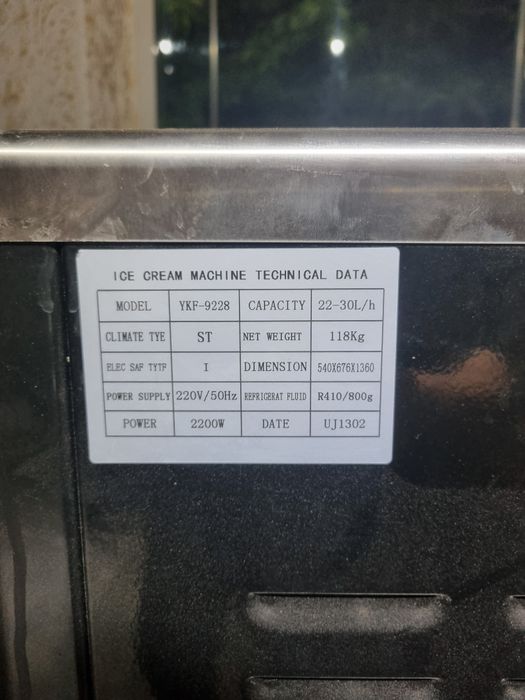 ICE CREAM MACHINE TECHNICAL DATA
MODEL YKF-9228 CAPACITY 22-30L/h
CLIMATE TYE ST NET WEIGHT 118Kg
ELEC SAF TYTF I DIMENSION 540X676X1360
POWER SUPPLY 220V/50Hz REFRIGERAT FLUID R410/800g
POWER 2200W DATE UJ1302